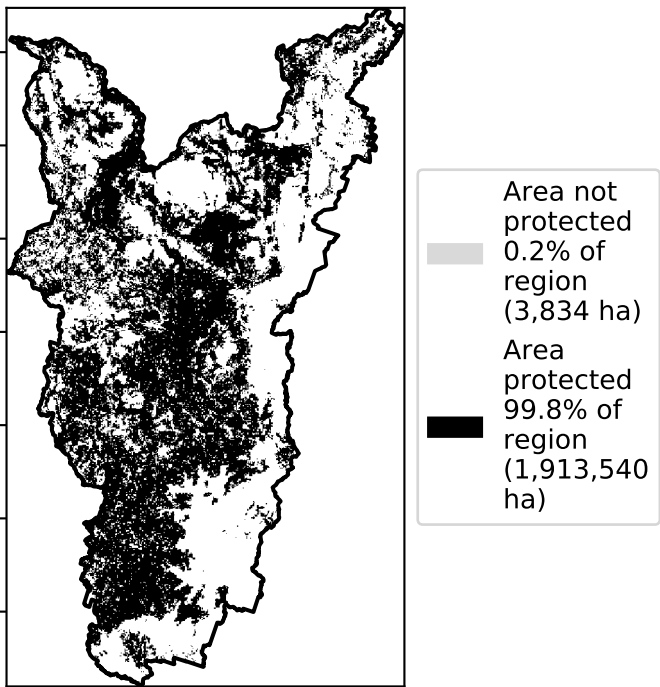 Area not
protected
0.2% of
region
(3,834 ha)
Area
protected
99.8% of
region
(1,913,540
ha)